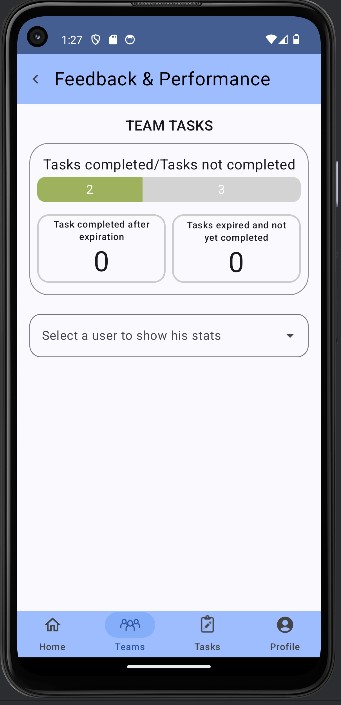 1:27
Feedback & Performance
TEAM TASKS
Tasks completed/Tasks not completed
2 3
Task completed after
expiration
0
Tasks expired and not
yet completed
0
Select a user to show his stats
Home Teams Tasks Profile